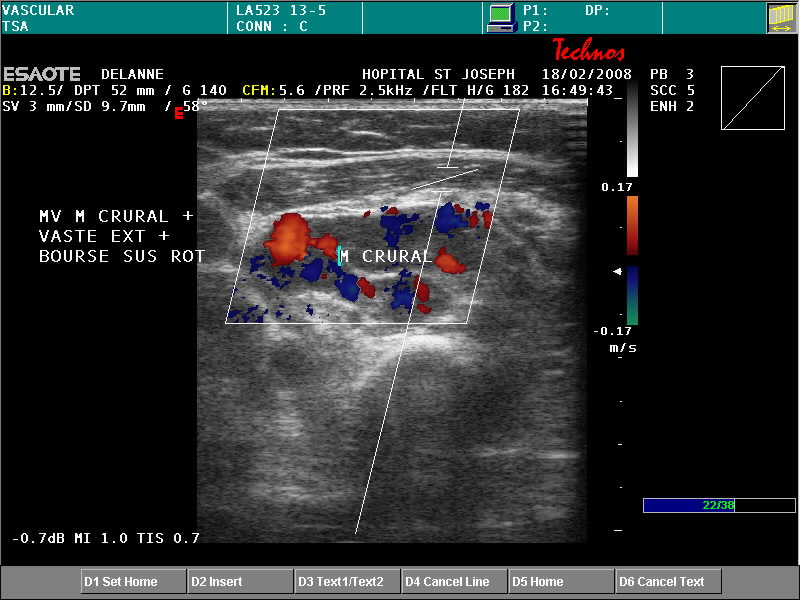 VASCULAR LA523 13-5 P1: DP:
TSA CONN : C P2:
Technos
ESAOTE DELANNE HOPITAL ST JOSEPH 18/02/2008 PB 3
B:12.5/ DPT 52 mm / G 140 CFM:5.6 /PRF 2.5kHz /FLT H/G 182 16:49:43 SCC 5
SV 3 mm/SD 9.7mm / 58° ENH 2
E
0.17
MV M CRURAL +
VASTE EXT +
BOURSE SUS ROT M CRURAL
-0.17
m/s
22/38
-0.7dB MI 1.0 TIS 0.7
D1 Set Home D2 Insert D3 Text1/Text2 D4 Cancel Line D5 Home D6 Cancel Text